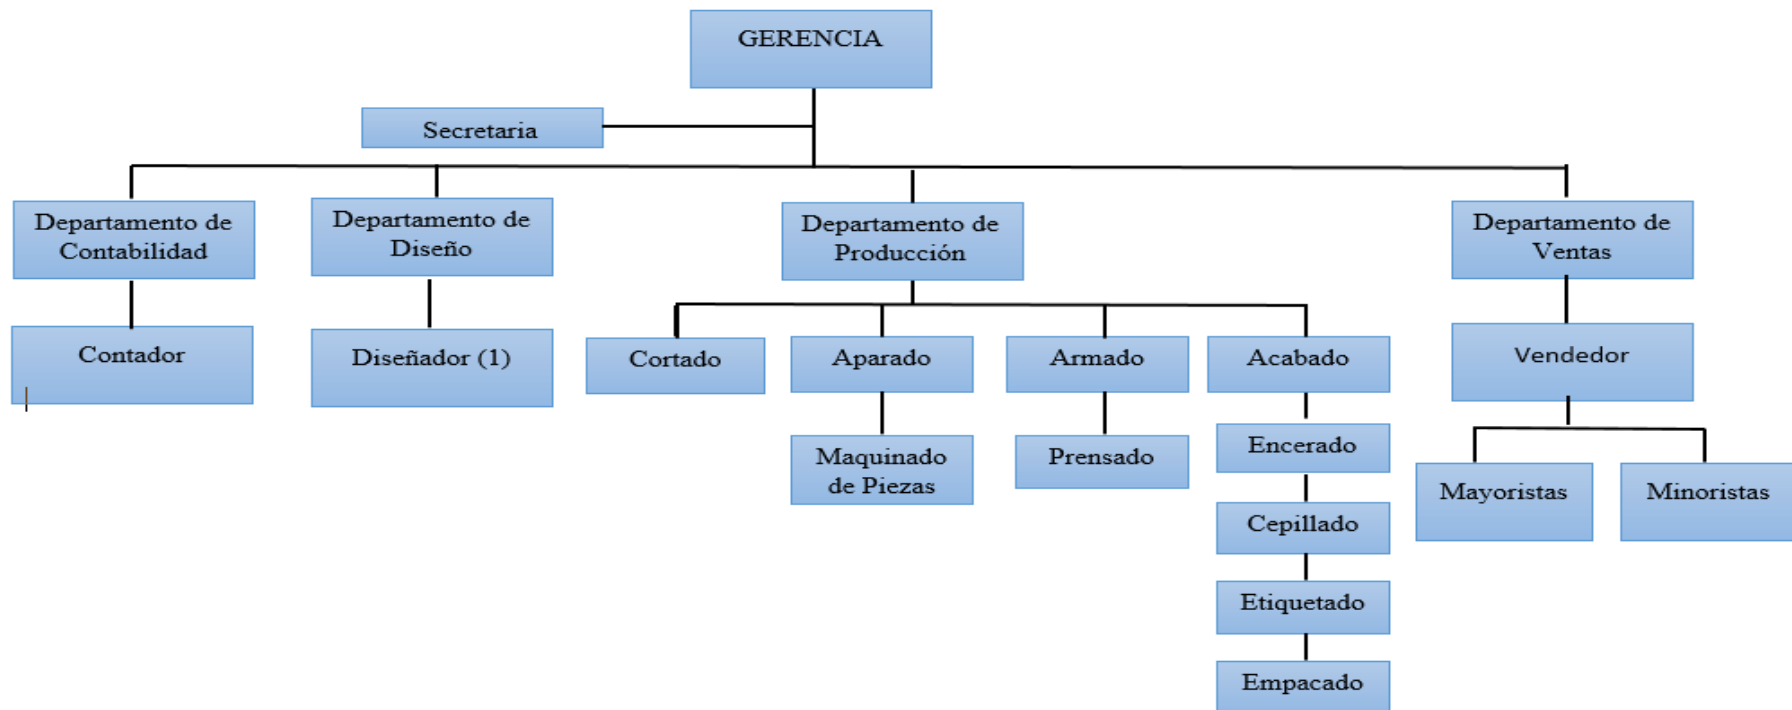 GERENCIA
Secretaria
Departamento de
Contabilidad
Departamento de
Diseño
Departamento de
Producción
Departamento de
Ventas
Contador
Diseñador (1)
Cortado
Aparado
Armado
Acabado
Vendedor
Maquinado
de Piezas
Prensado
Encerado
Mayoristas
Minoristas
Cepillado
Etiquetado
Empacado